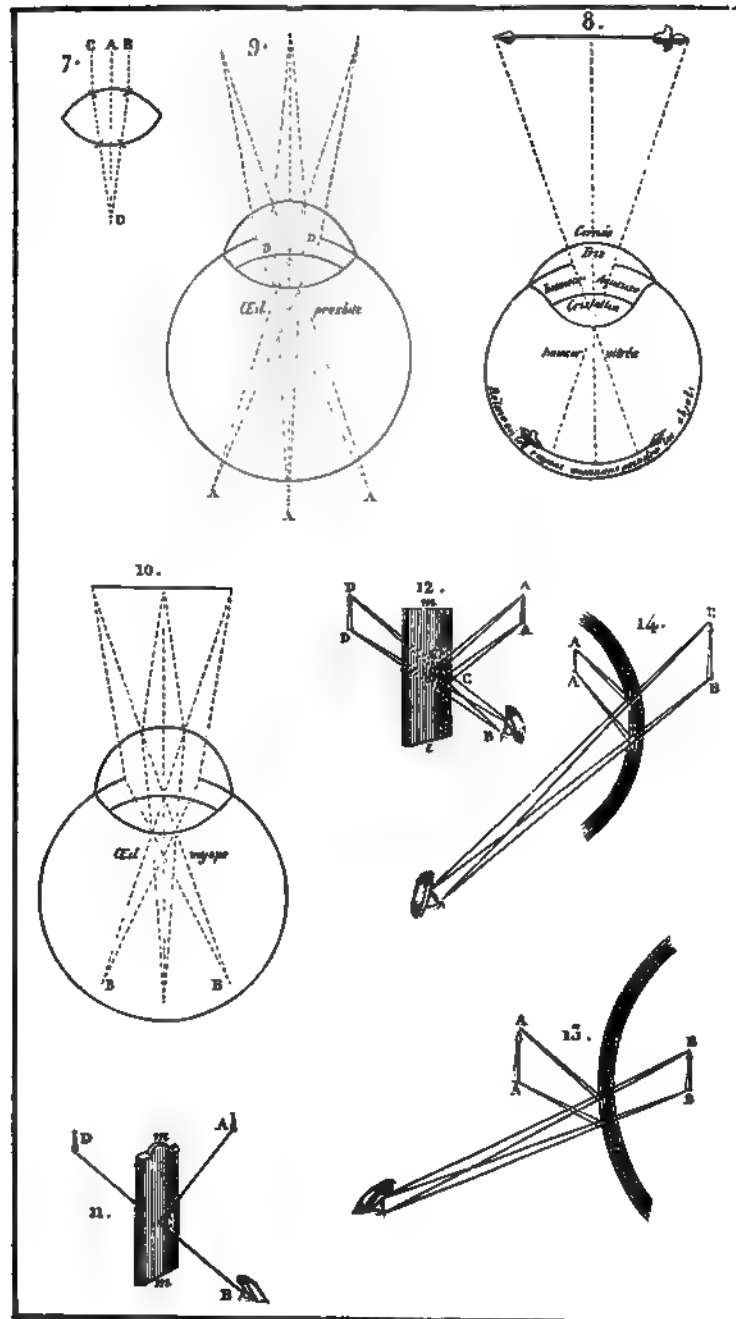 7.
C A B
D
9.
D D
Œil presbite
A A A
8.
Cornée
Iris
humeur Aqueuse
Cristallin
humeur vitrée
10.
Œil myope
B B
12.
D m A
D A
C
B
14.
A
A B
13.
A B
A B
11.
D m A
m B